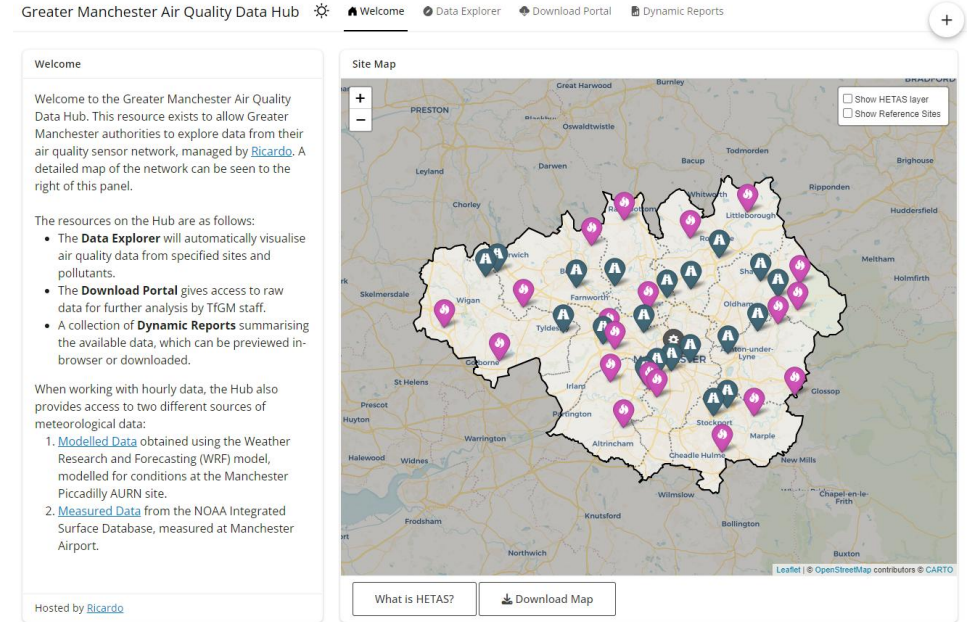 Greater Manchester Air Quality Data Hub
Welcome
Data Explorer
Download Portal
Dynamic Reports
+
Welcome
Welcome to the Greater Manchester Air Quality
Data Hub. This resource exists to allow Greater
Manchester authorities to explore data from their
air quality sensor network, managed by Ricardo. A
detailed map of the network can be seen to the
right of this panel.
The resources on the Hub are as follows:
• The Data Explorer will automatically visualise
air quality data from specified sites and
pollutants.
• The Download Portal gives access to raw
data for further analysis by TfGM staff.
• A collection of Dynamic Reports summarising
the available data, which can be previewed in-
browser or downloaded.
When working with hourly data, the Hub also
provides access to two different sources of
meteorological data:
1. Modelled Data obtained using the Weather
Research and Forecasting (WRF) model,
modelled for conditions at the Manchester
Piccadilly AURN site.
2. Measured Data from the NOAA Integrated
Surface Database, measured at Manchester
Airport.
Hosted by Ricardo
Site Map
+
−
Show HETAS layer
Show Reference Sites
Great Harwood
Burnley
BRADFORD
PRESTON
Oswaldtwistle
Todmorden
Leyland
Darwen
Bacup
Brighouse
Ripponden
Chorley
Whitworth
Littleborough
Huddersfield
Meltham
Holmfirth
Skelmersdale
Wigan
Farnworth
Oldham
St Helens
Irlam
Glossop
Prescot
Huyton
Stockport
Warrington
Altrincham
Marple
Halewood
Widnes
Cheadle Hulme
New Mills
Wilmslow
Chapel-en-le-
Frith
Frodsham
Knutsford
Bollington
Northwich
Buxton
Leaflet | © OpenStreetMap contributors © CARTO
What is HETAS?
Download Map